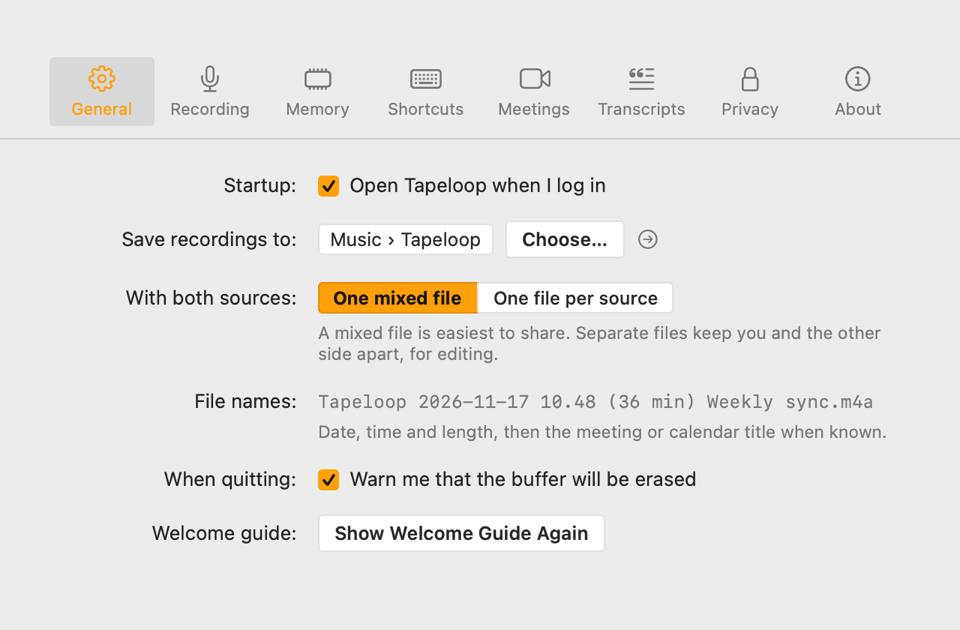 General Recording Memory Shortcuts Meetings Transcripts Privacy About
Startup: Open Tapeloop when I log in
Save recordings to: Music › Tapeloop Choose...
With both sources: One mixed file One file per source
A mixed file is easiest to share. Separate files keep you and the other
side apart, for editing.
File names: Tapeloop 2026–11–17 10.48 (36 min) Weekly sync.m4a
Date, time and length, then the meeting or calendar title when known.
When quitting: Warn me that the buffer will be erased
Welcome guide: Show Welcome Guide Again